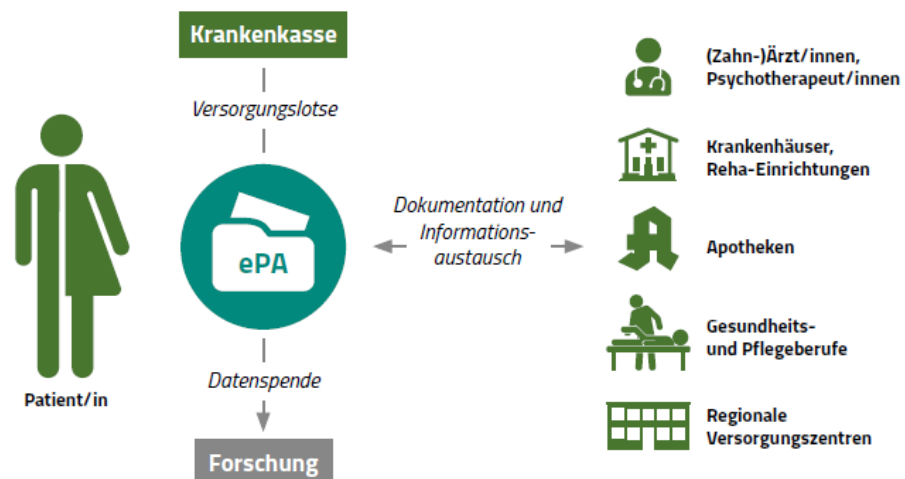 Krankenkasse
Versorgungslotse
ePA
Dokumentation und
Informations-
austausch
Datenspende
Forschung
Patient/in
(Zahn-)Ärzt/innen,
Psychotherapeut/innen
Krankenhäuser,
Reha-Einrichtungen
Apotheken
Gesundheits-
und Pflegeberufe
Regionale
Versorgungszentren